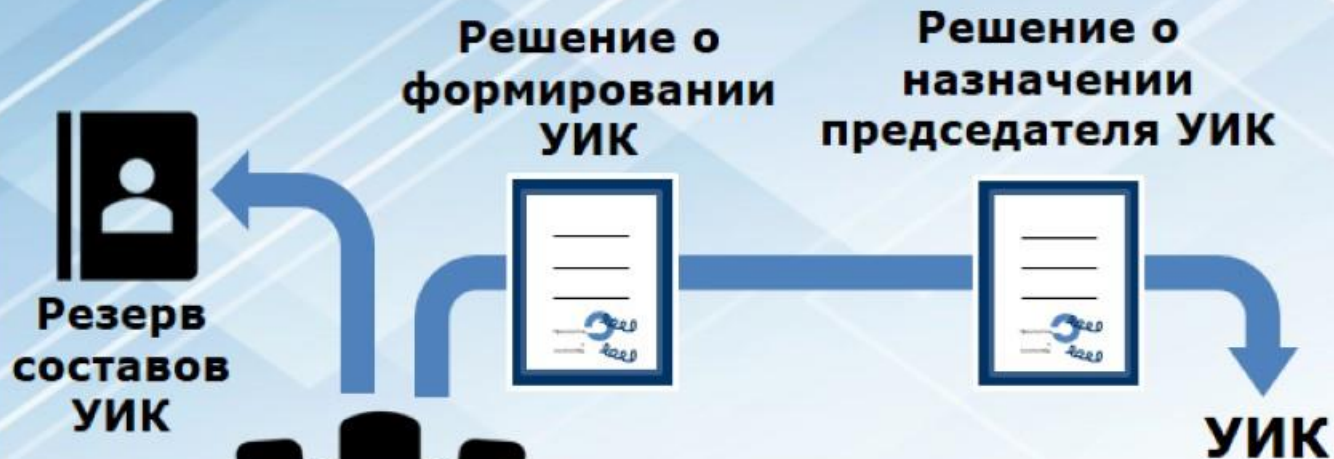 Решение о
формировании
УИК
Решение о
назначении
председателя УИК
Резерв
составов
УИК
УИК